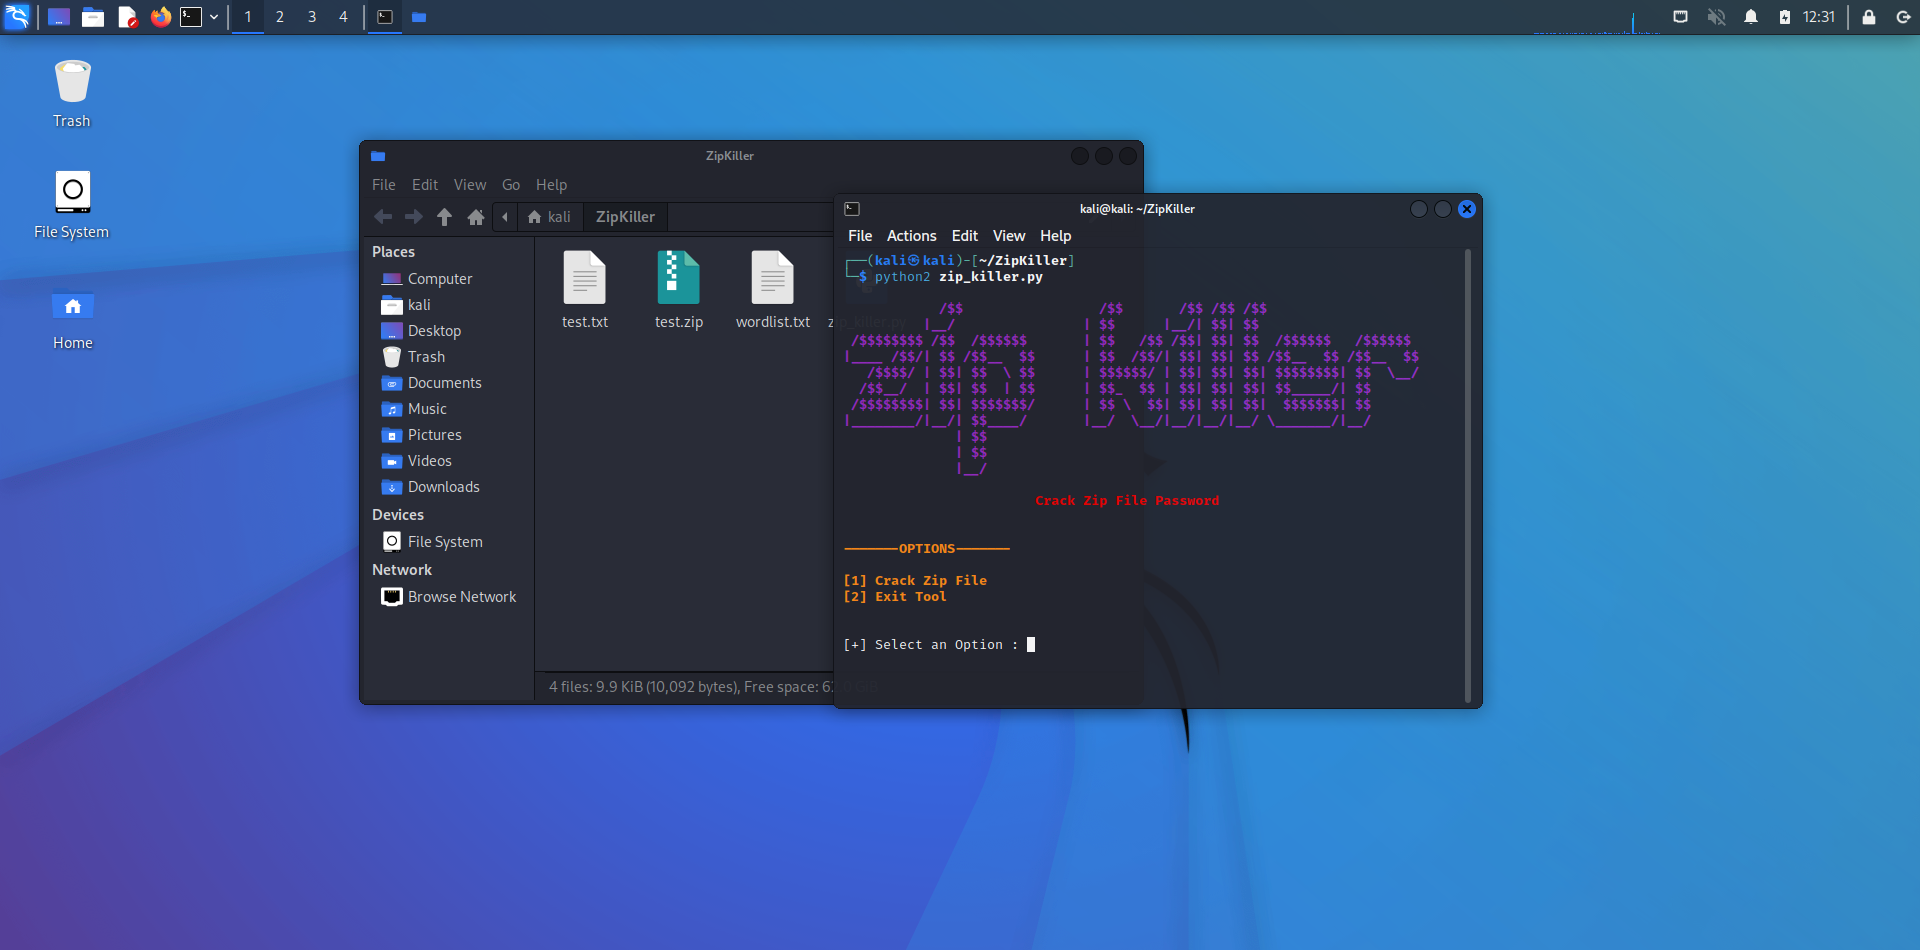 1 2 3 4
12:31
Trash
File System
Home
ZipKiller
File Edit View Go Help
kali ZipKiller
Places
Computer
kali
Desktop
Trash
Documents
Music
Pictures
Videos
Downloads
Devices
File System
Network
Browse Network
test.txt test.zip wordlist.txt zip_killer.py
4 files: 9.9 KiB (10,092 bytes), Free space: 6
kali@kali: ~/ZipKiller
File Actions Edit View Help
┌──(kali㉿kali)-[~/ZipKiller]
└─$ python2 zip_killer.py
Zip Killer
Crack Zip File Password
———————OPTIONS———————
[1] Crack Zip File
[2] Exit Tool
[+] Select an Option :